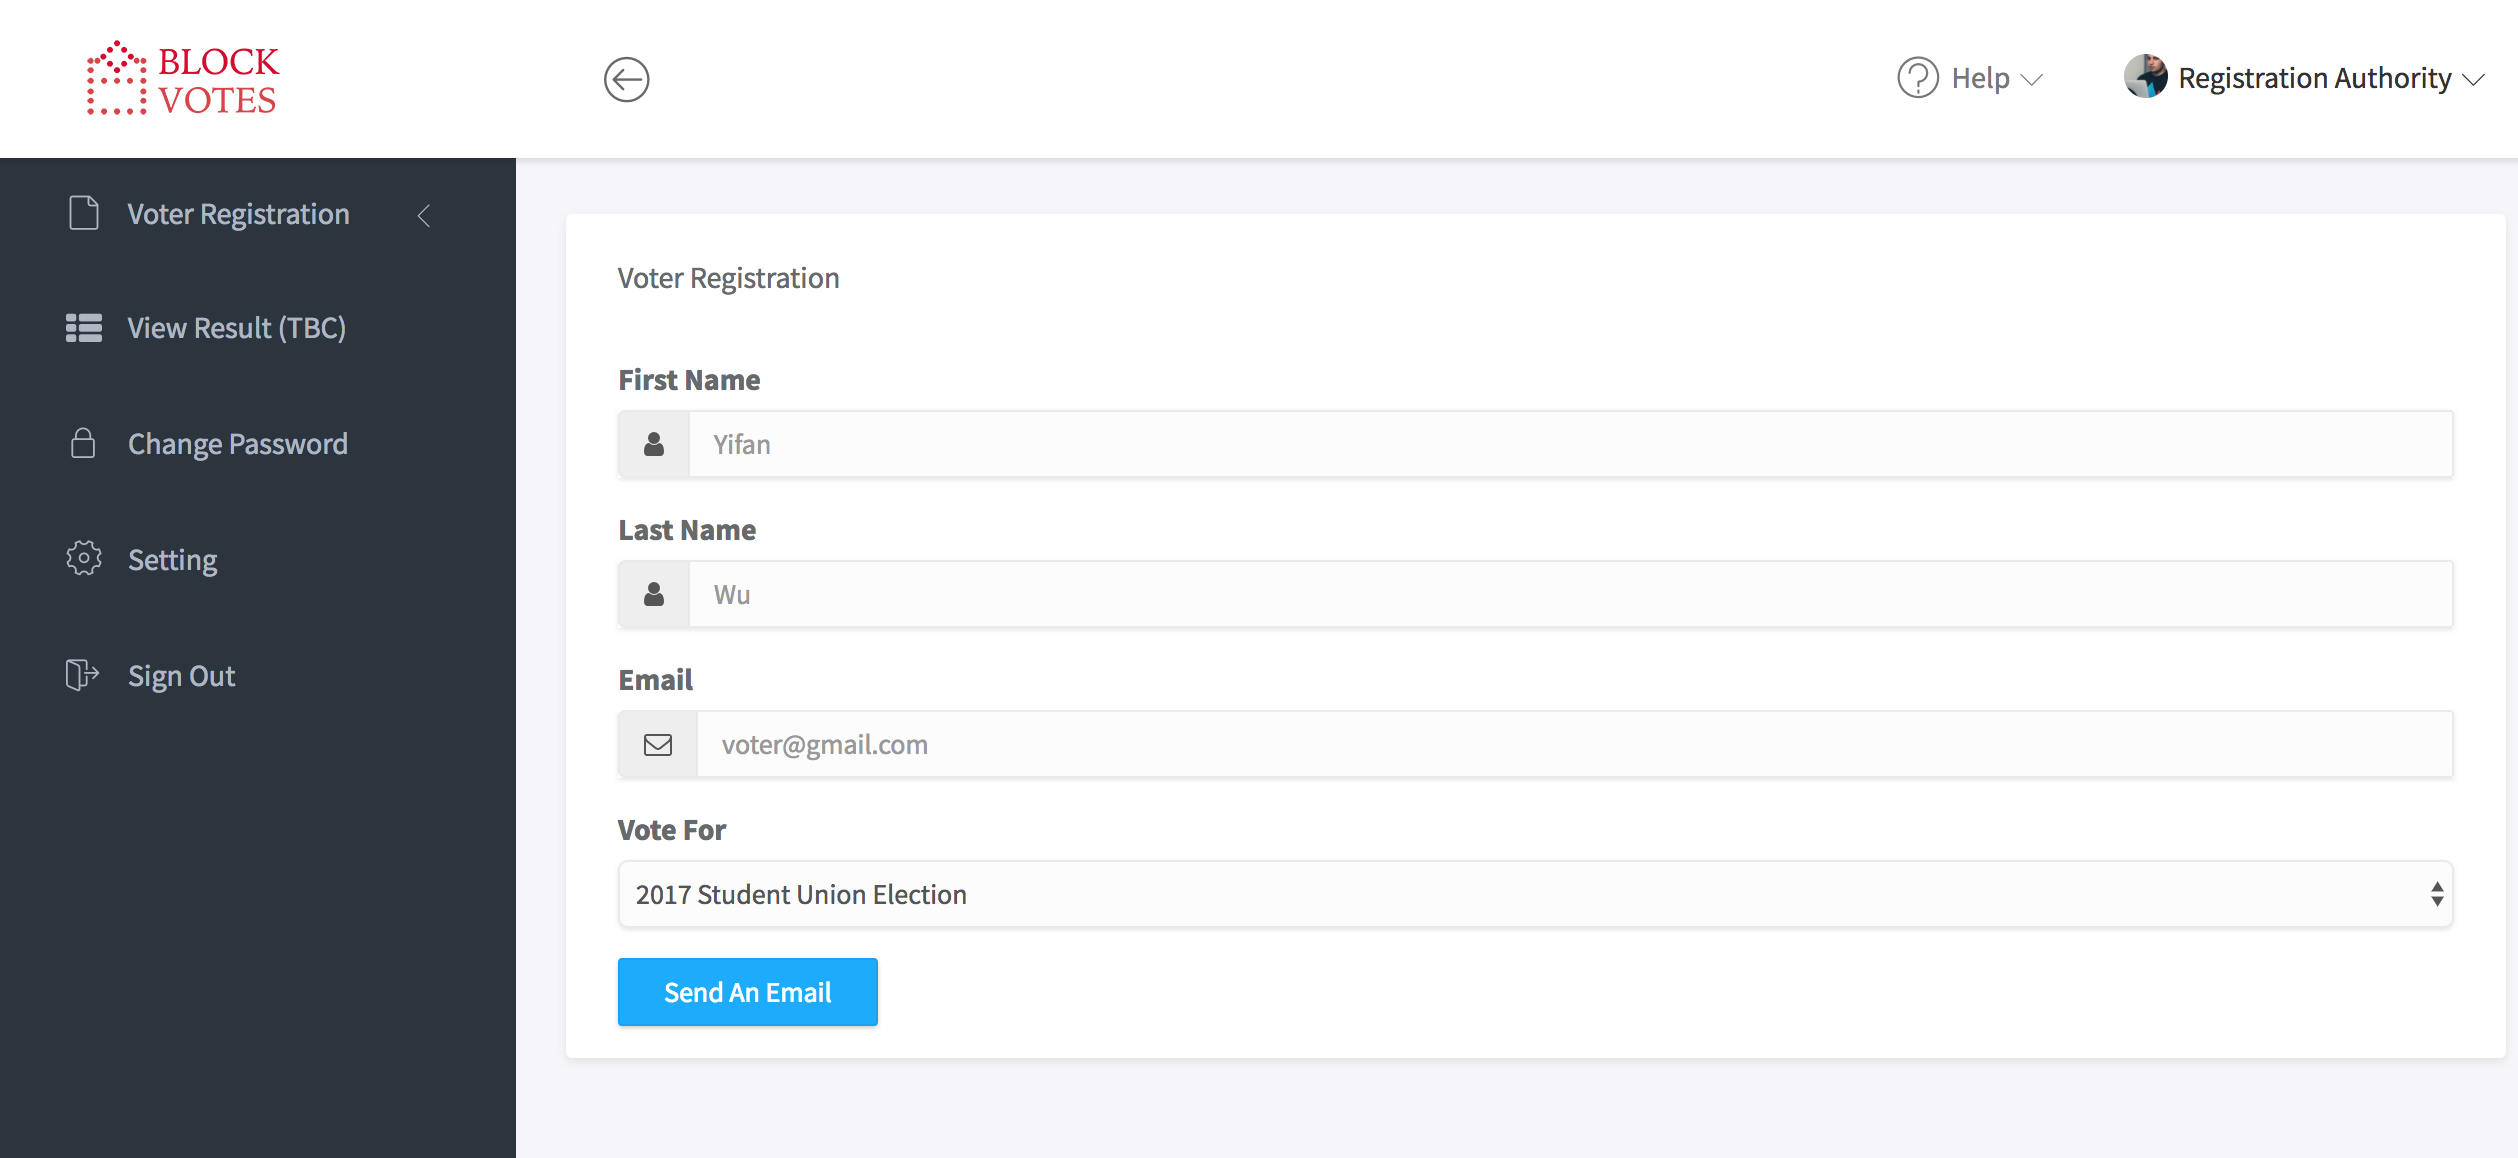 BLOCK
VOTES
Help
Registration Authority
Voter Registration
View Result (TBC)
Change Password
Setting
Sign Out
Voter Registration
First Name
Yifan
Last Name
Wu
Email
voter@gmail.com
Vote For
2017 Student Union Election
Send An Email